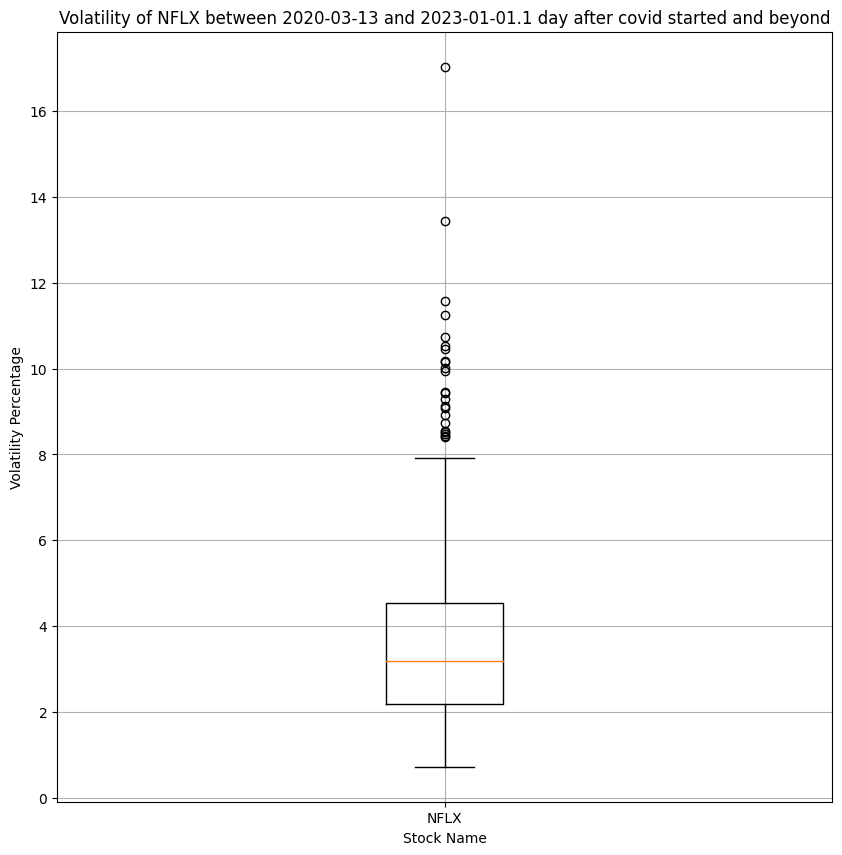 Volatility of NFLX between 2020-03-13 and 2023-01-01.1 day after covid started and beyond
16
14
12
10
8
6
4
2
0
Volatility Percentage
NFLX
Stock Name